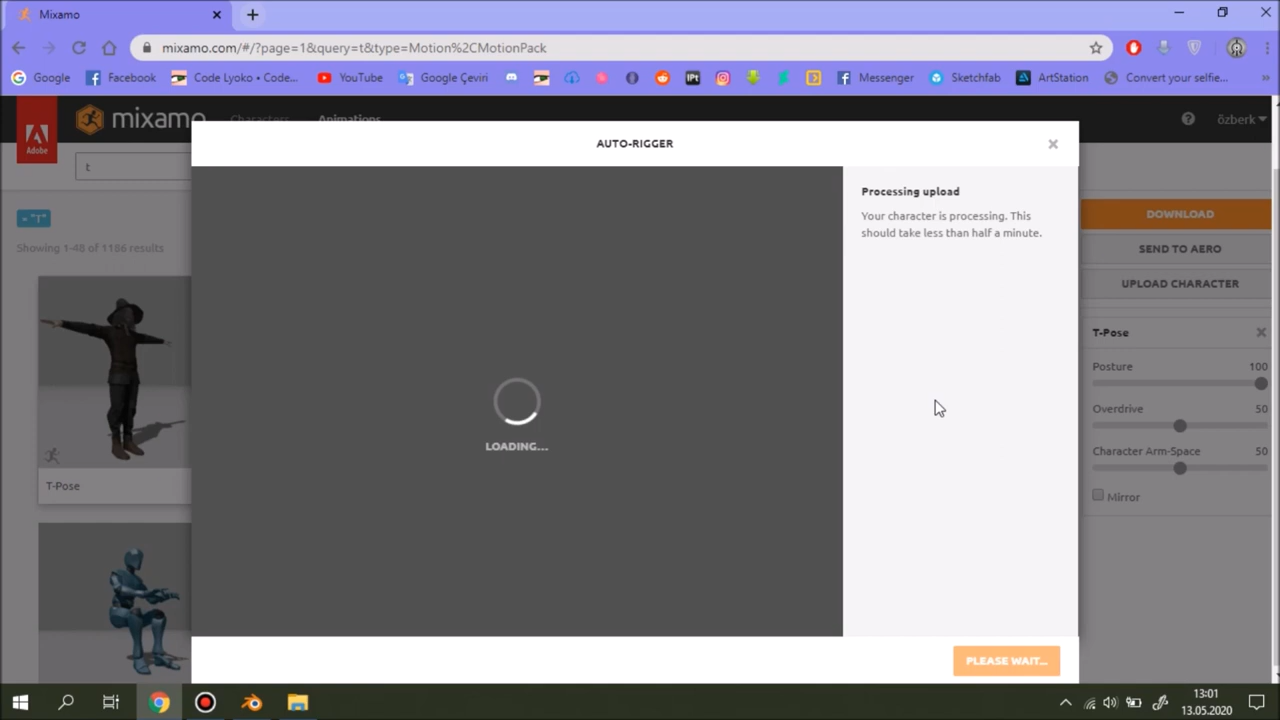 Mixamo
mixamo.com/#/?page=1&query=t&type=Motion%2CMotionPack
Google
Facebook
Code Lyoko • Code...
YouTube
Google Çeviri
IPt
Messenger
Sketchfab
ArtStation
Convert your selfie...
»
Adobe
mixamo
Characters
Animations
özberk
t
= "T"
Showing 1-48 of 1186 results
T-Pose
AUTO-RIGGER
LOADING...
Processing upload
Your character is processing. This
should take less than half a minute.
PLEASE WAIT...
DOWNLOAD
SEND TO AERO
UPLOAD CHARACTER
T-Pose
Posture 100
Overdrive 50
Character Arm-Space 50
Mirror
13:01
13.05.2020